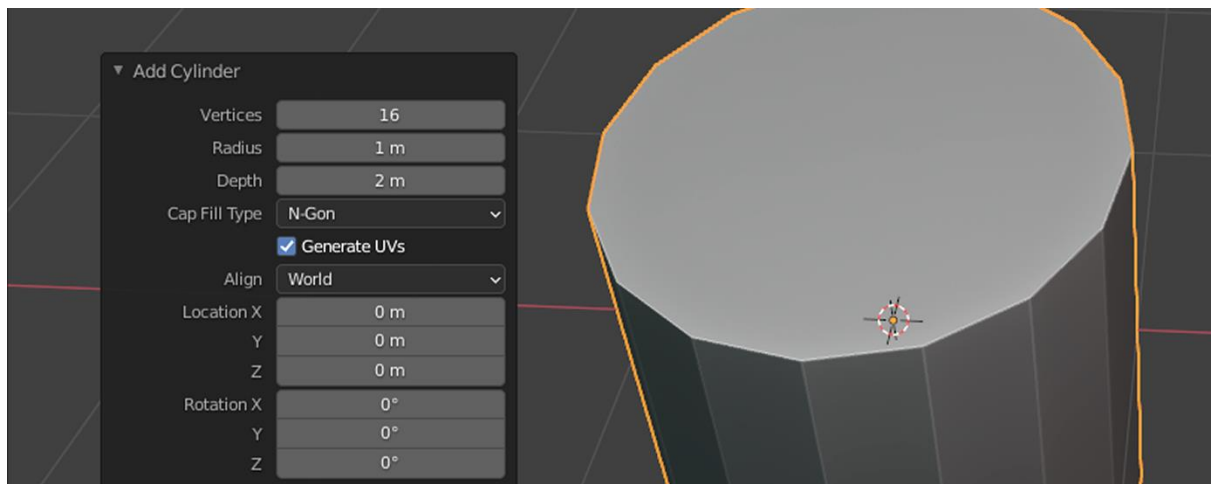 Add Cylinder
Vertices 16
Radius 1 m
Depth 2 m
Cap Fill Type N-Gon
Generate UVs
Align World
Location X 0 m
Y 0 m
Z 0 m
Rotation X 0°
Y 0°
Z 0°